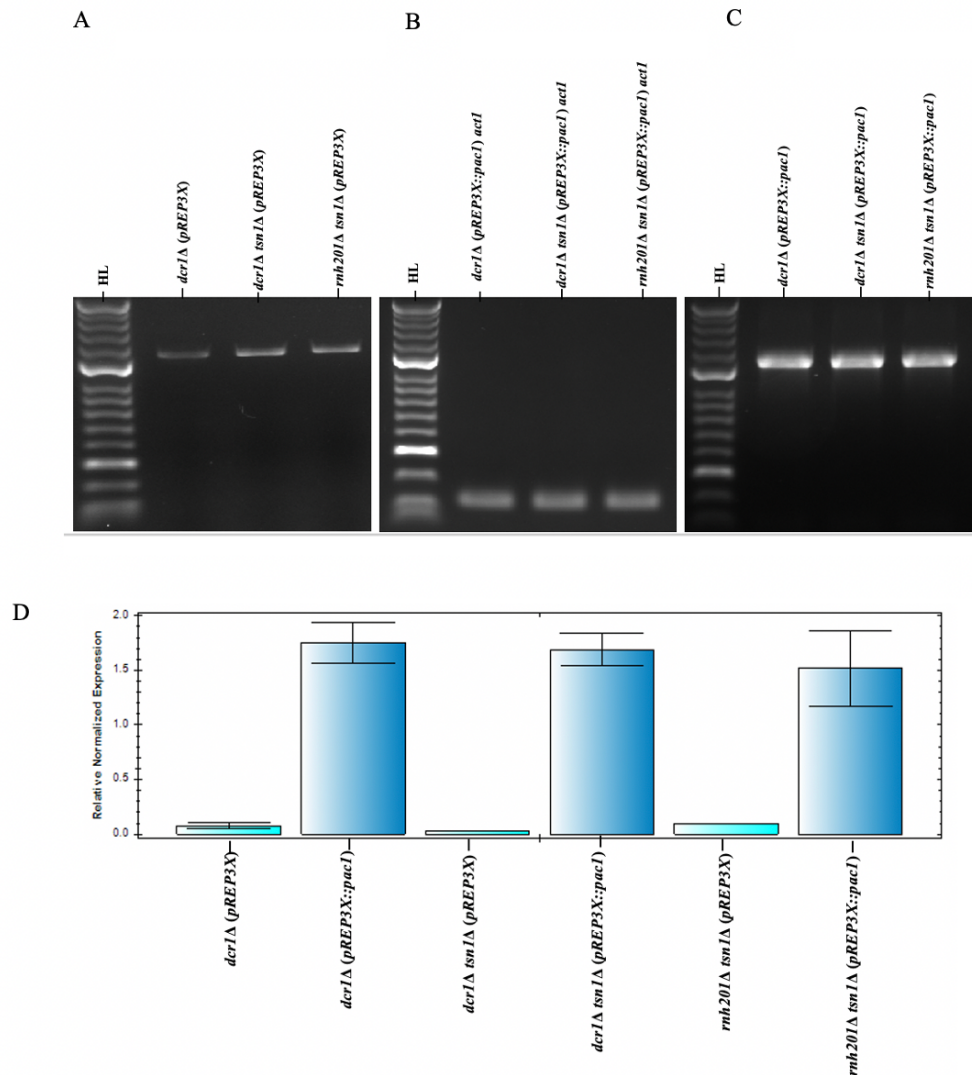 A
B
C
HL
dcr1Δ (pREP3X)
dcr1Δ tsn1Δ (pREP3X)
rnh201Δ tsn1Δ (pREP3X)
HL
dcr1Δ (pREP3X::pac1) act1
dcr1Δ tsn1Δ (pREP3X::pac1) act1
rnh201Δ tsn1Δ (pREP3X::pac1) act1
HL
dcr1Δ (pREP3X::pac1)
dcr1Δ tsn1Δ (pREP3X::pac1)
rnh201Δ tsn1Δ (pREP3X::pac1)
D
Relative Normalized Expression
2.0
1.5
1.0
0.5
0.0
dcr1Δ (pREP3X)
dcr1Δ (pREP3X::pac1)
dcr1Δ tsn1Δ (pREP3X)
dcr1Δ tsn1Δ (pREP3X::pac1)
rnh201Δ tsn1Δ (pREP3X)
rnh201Δ tsn1Δ (pREP3X::pac1)